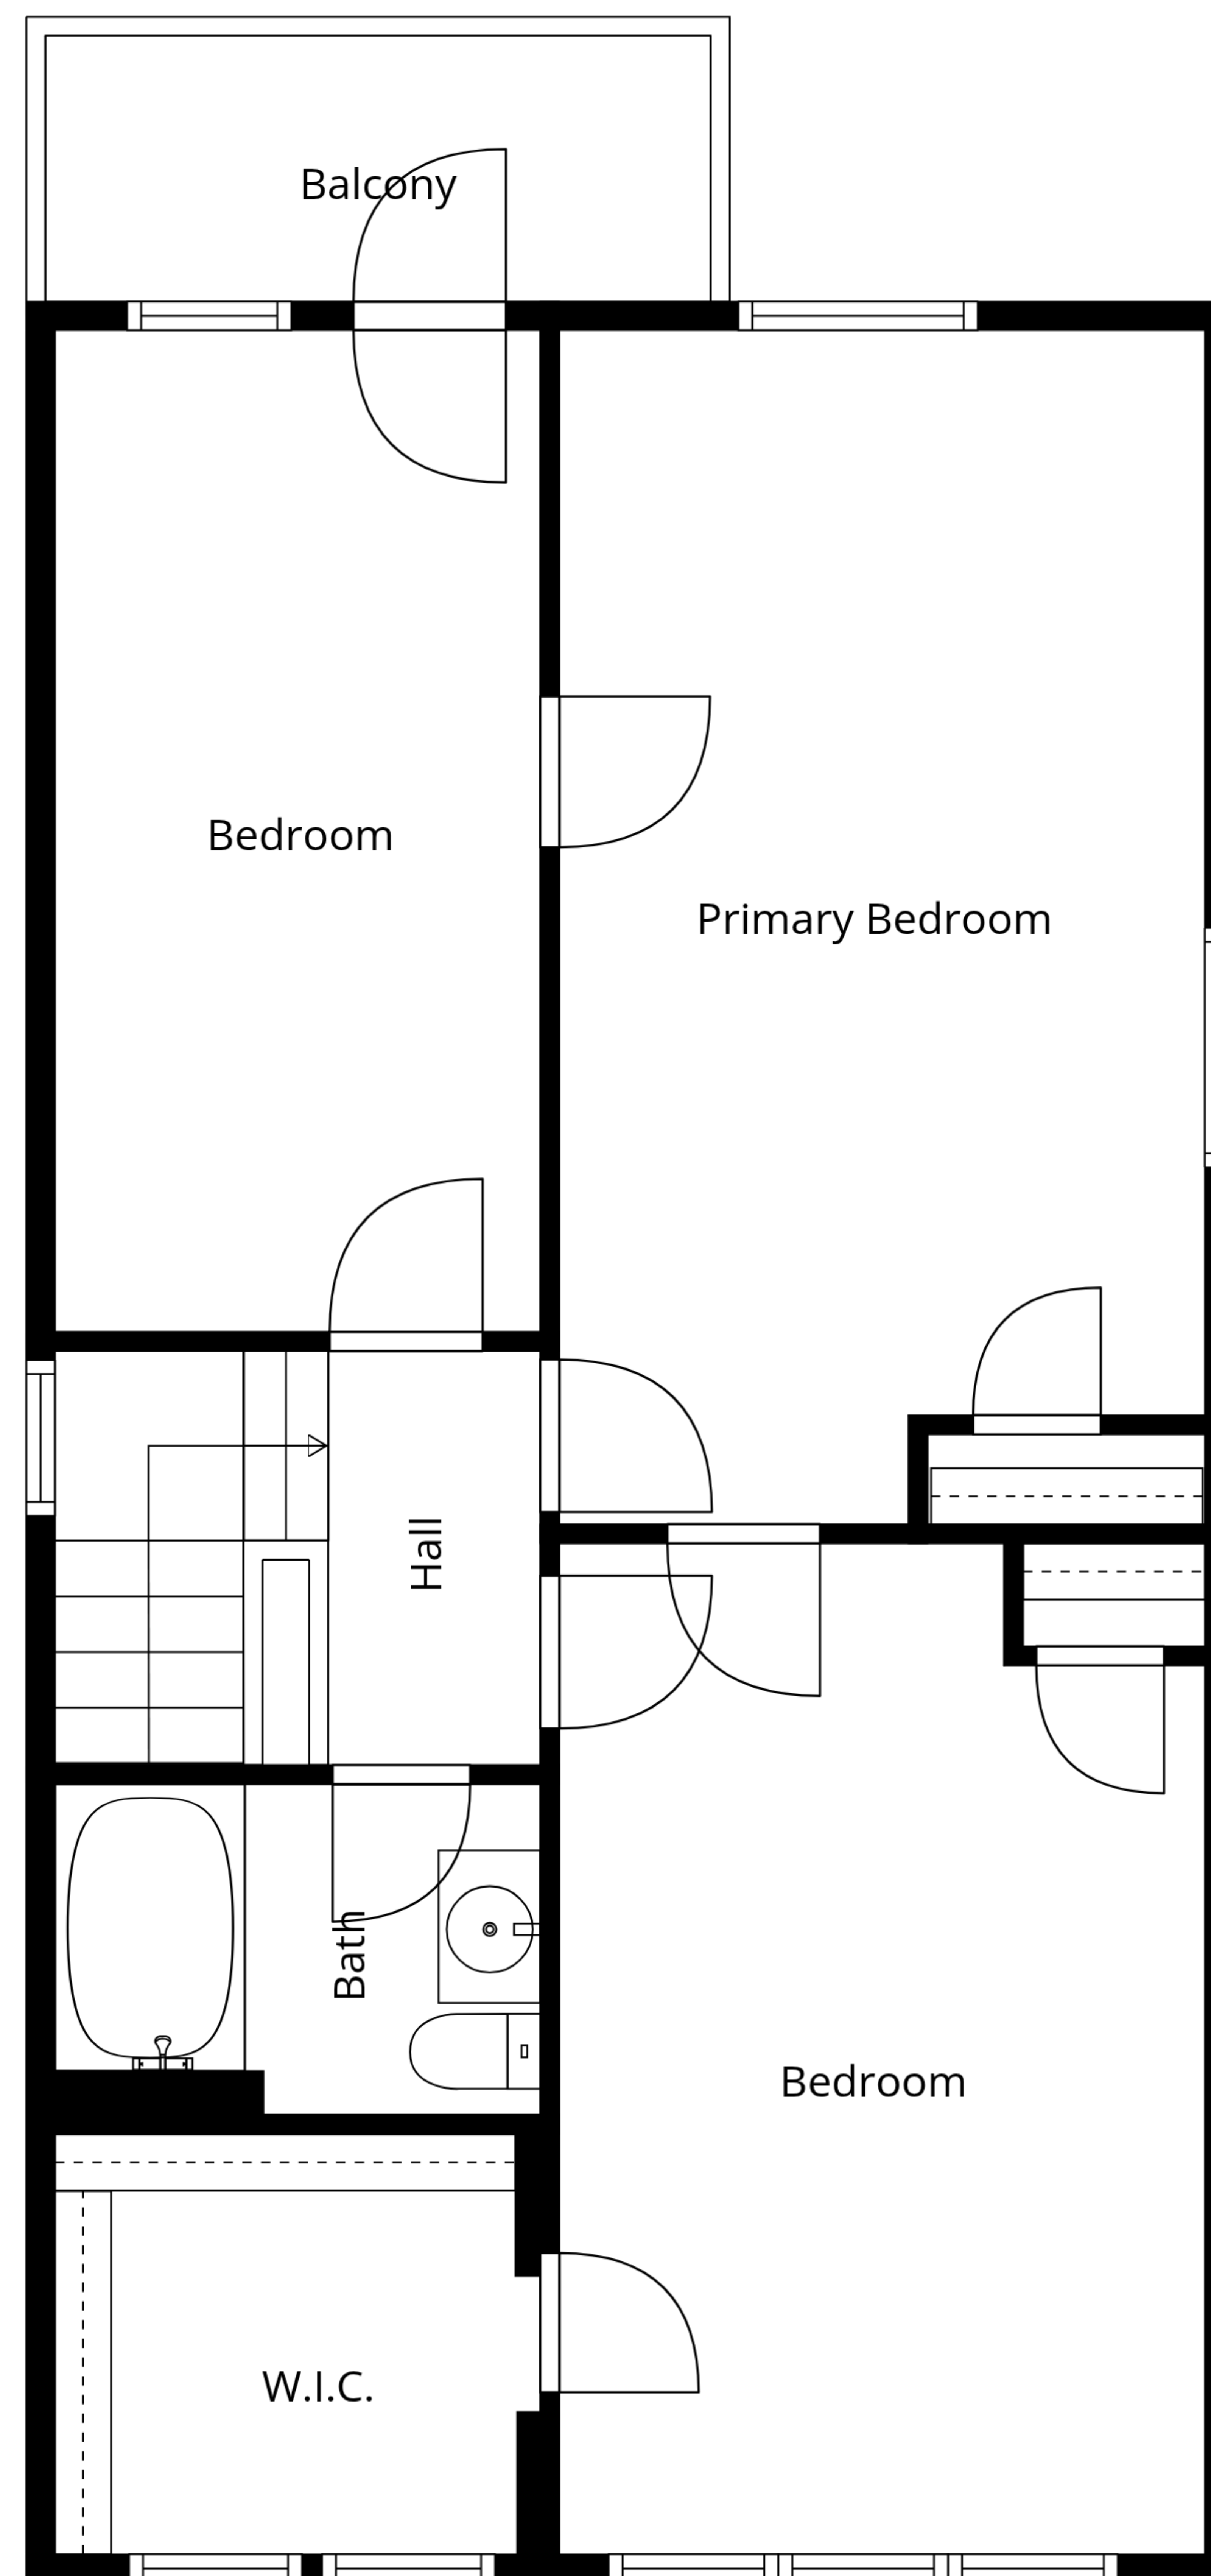 Balcony
Bedroom
Primary Bedroom
Hall
Bath
Bedroom
W.I.C.